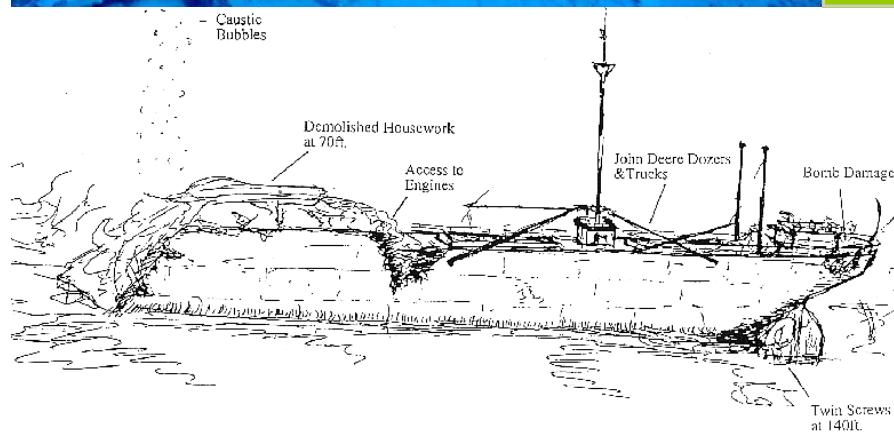 – Caustic
Bubbles
Demolished Housework
at 70ft.
Access to
Engines
John Deere Dozers
&Trucks
Bomb Damage
Twin Screws
at 140ft.